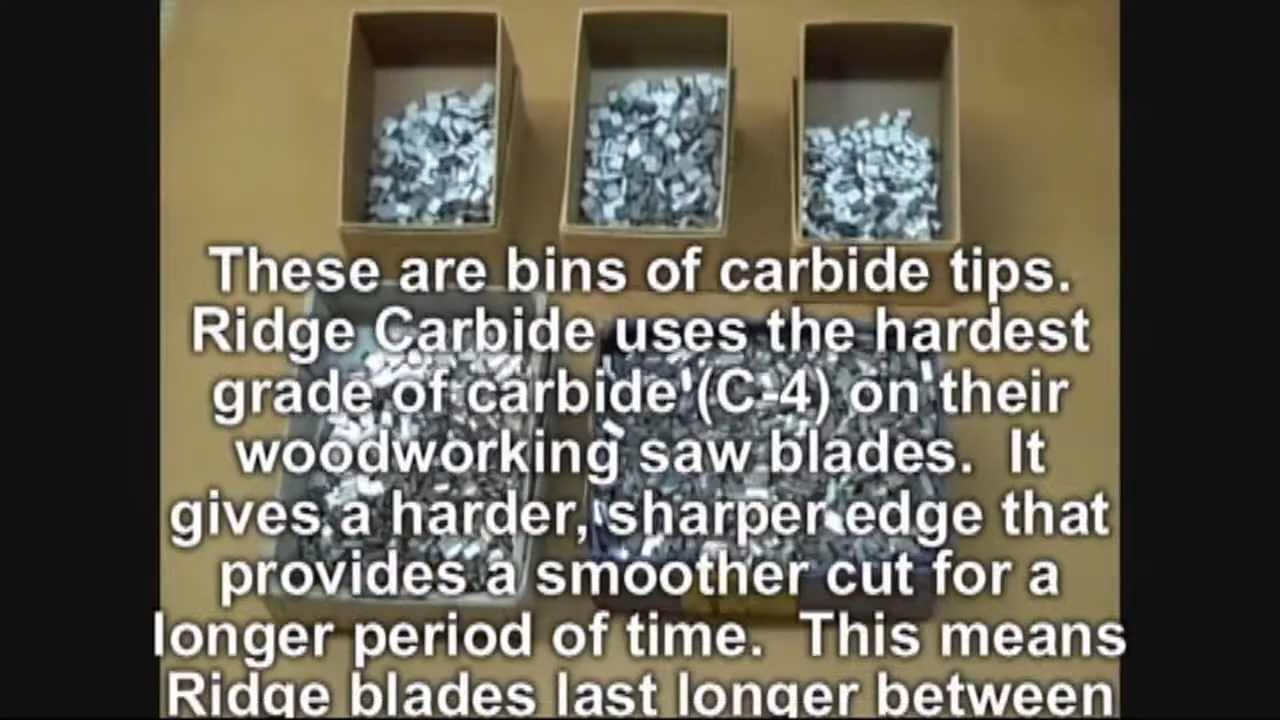 These are bins of carbide tips.
Ridge Carbide uses the hardest
grade of carbide (C-4) on their
woodworking saw blades.  It
gives a harder, sharper edge that
provides a smoother cut for a
longer period of time.  This means
Ridge blades last longer between